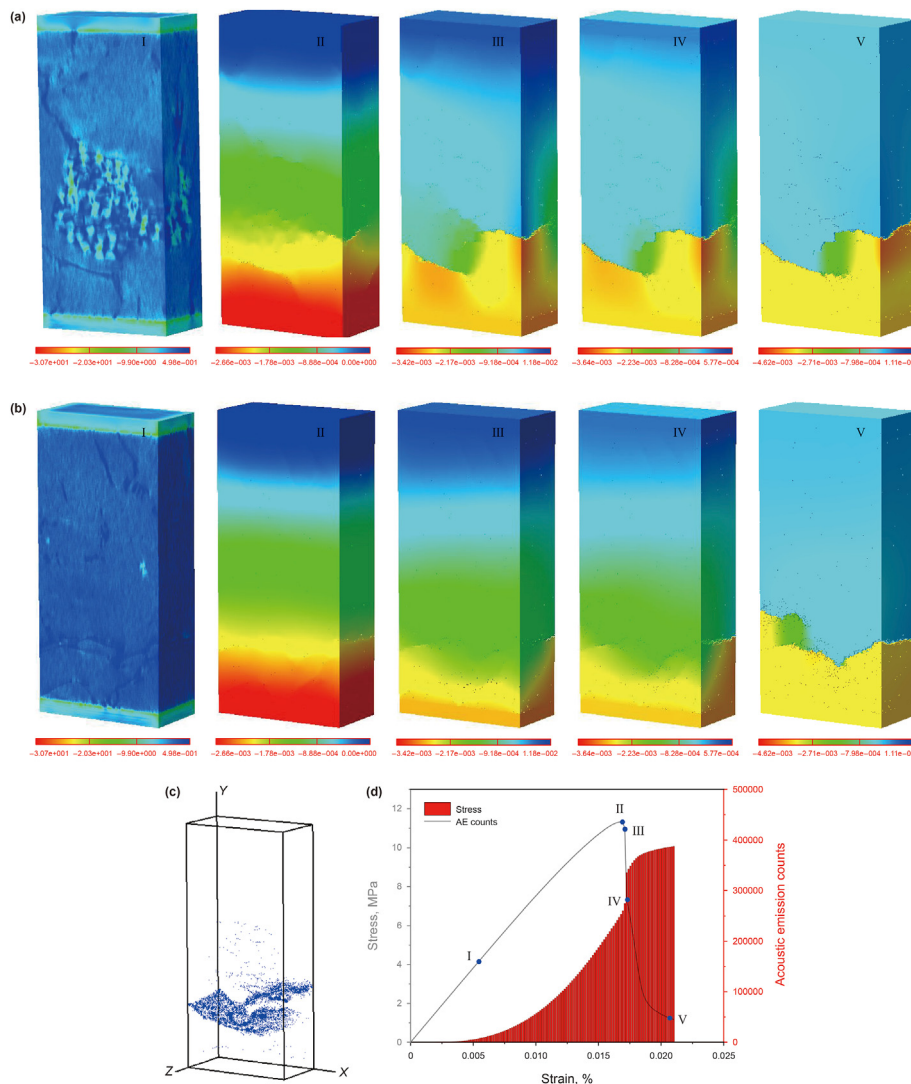 (a)
I
II
III
IV
V
−3.07e+001 −2.03e+001 −9.90e+000 4.98e-001
−2.66e−003 −1.78e−003 −8.88e−004 0.00e+000
−3.42e−003 −2.17e−003 −9.18e−004 1.18e−002
−3.64e−003 −2.23e−003 −8.28e−004 5.77e−004
−4.62e−003 −2.71e−003 −7.98e−004 1.11e−0
(b)
I
II
III
IV
V
−3.07e+001 −2.03e+001 −9.90e+000 4.98e-001
−2.66e−003 −1.78e−003 −8.88e−004 0.00e+000
−3.42e−003 −2.17e−003 −9.18e−004 1.18e−002
−3.64e−003 −2.23e−003 −8.28e−004 5.77e−004
−4.62e−003 −2.71e−003 −7.98e−004 1.11e−0
(c)
Y
Z
X
(d)
Stress
AE counts
I
II
III
IV
V
Stress, MPa
0
2
4
6
8
10
12
Acoustic emission counts
0
100000
200000
300000
400000
500000
0 0.005 0.010 0.015 0.020 0.025
Strain, %